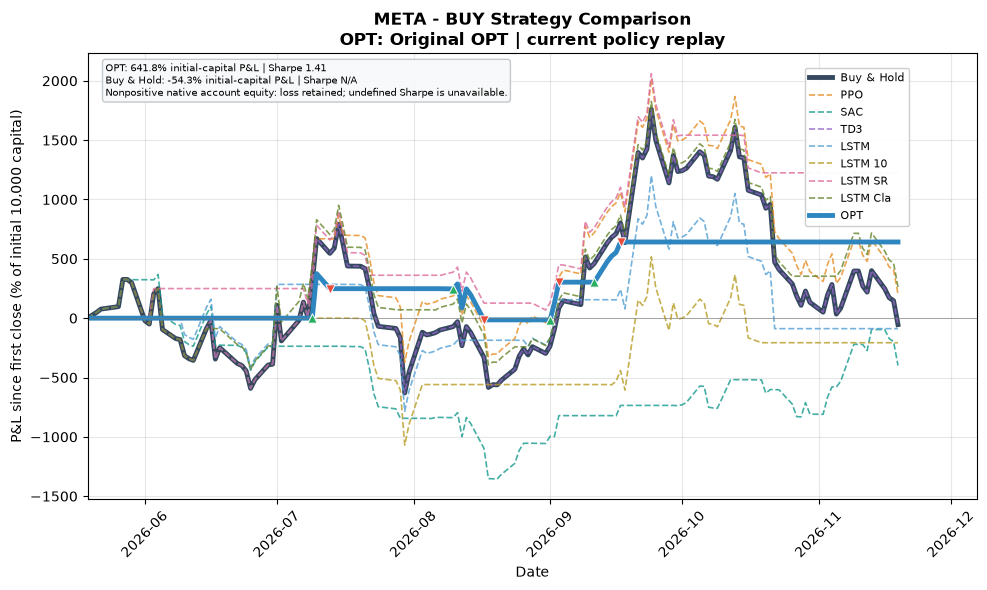 META - BUY Strategy Comparison
OPT: Original OPT | current policy replay
OPT: 641.8% initial-capital P&L | Sharpe 1.41
Buy & Hold: -54.3% initial-capital P&L | Sharpe N/A
Nonpositive native account equity: loss retained; undefined Sharpe is unavailable.
Buy & Hold
PPO
SAC
TD3
LSTM
LSTM 10
LSTM SR
LSTM Cla
OPT
P&L since first close (% of initial 10,000 capital)
2000
1500
1000
500
0
−500
−1000
−1500
2026-06
2026-07
2026-08
2026-09
2026-10
2026-11
2026-12
Date